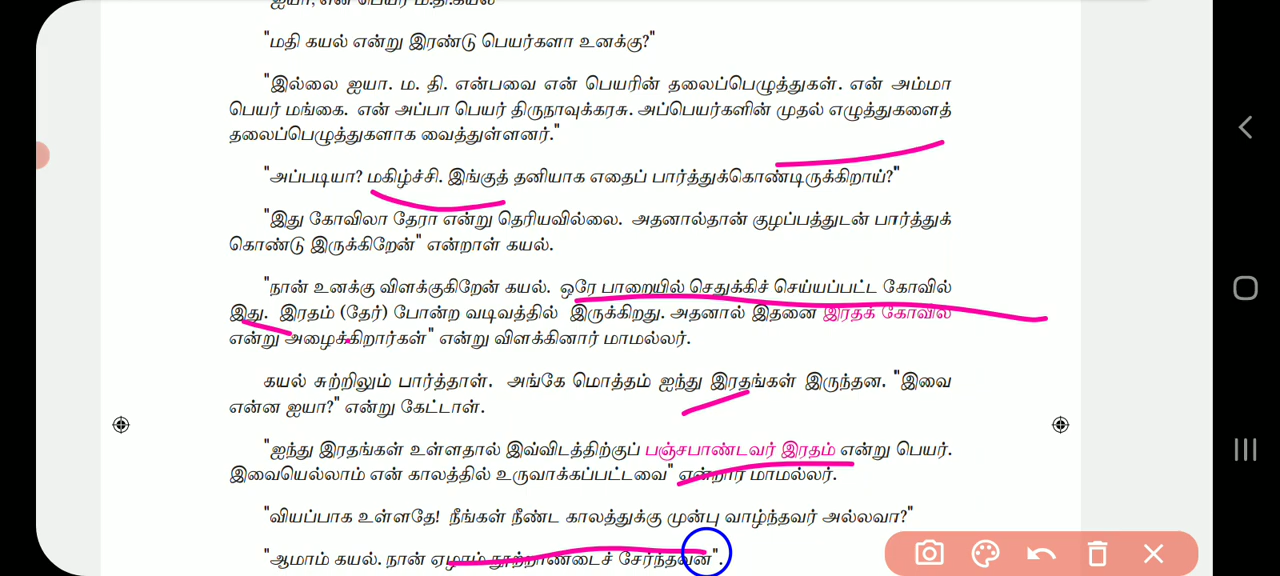 ஐயா, என் பெயர் ம.தி.கயல்"
"மதி கயல் என்று இரண்டு பெயர்களா உனக்கு?"
"இல்லை ஐயா. ம. தி. என்பவை என் பெயரின் தலைப்பெழுத்துகள். என் அம்மா
பெயர் மங்கை. என் அப்பா பெயர் திருநாவுக்கரசு. அப்பெயர்களின் முதல் எழுத்துகளைத்
தலைப்பெழுத்துகளாக வைத்துள்ளனர்."
"அப்படியா? மகிழ்ச்சி. இங்குத் தனியாக எதைப் பார்த்துக்கொண்டிருக்கிறாய்?"
"இது கோவிலா தேரா என்று தெரியவில்லை. அதனால்தான் குழப்பத்துடன் பார்த்துக்
கொண்டு இருக்கிறேன்" என்றாள் கயல்.
"நான் உனக்கு விளக்குகிறேன் கயல். ஒரே பாறையில் செதுக்கிச் செய்யப்பட்ட கோவில்
இது. இரதம் (தேர்) போன்ற வடிவத்தில் இருக்கிறது. அதனால் இதனை இரதக் கோவில்
என்று அழைக்கிறார்கள்" என்று விளக்கினார் மாமல்லர்.
கயல் சுற்றிலும் பார்த்தாள். அங்கே மொத்தம் ஐந்து இரதங்கள் இருந்தன. "இவை
என்ன ஐயா?" என்று கேட்டாள்.
"ஐந்து இரதங்கள் உள்ளதால் இவ்விடத்திற்குப் பஞ்சபாண்டவர் இரதம் என்று பெயர்.
இவையெல்லாம் என் காலத்தில் உருவாக்கப்பட்டவை" என்றார் மாமல்லர்.
"வியப்பாக உள்ளதே! நீங்கள் நீண்ட காலத்துக்கு முன்பு வாழ்ந்தவர் அல்லவா?"
"ஆமாம் கயல். நான் ஏழாம் நூற்றாண்டைச் சேர்ந்தவன்".